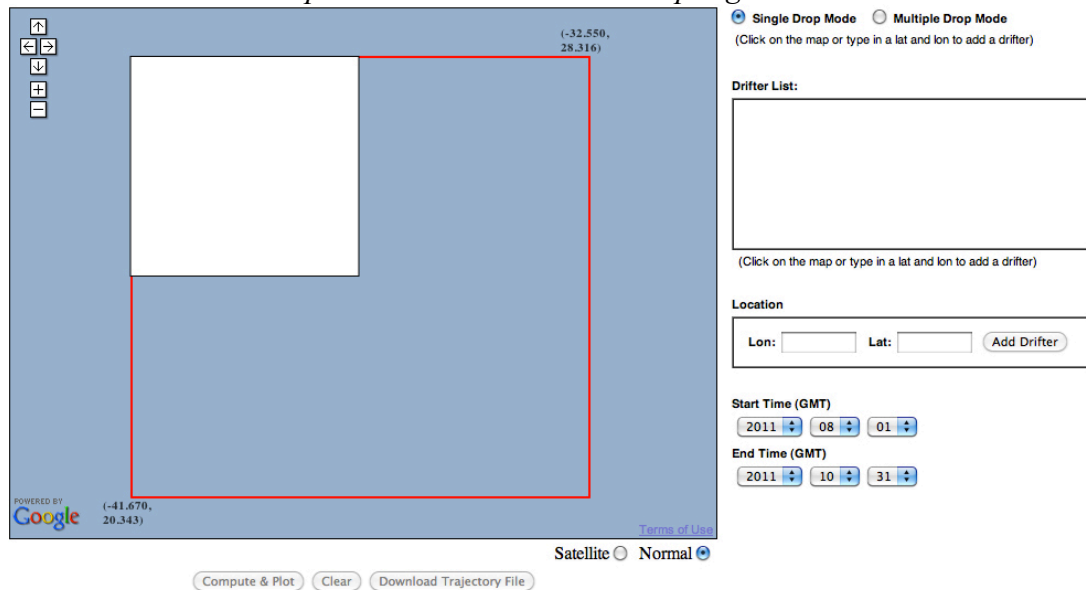 Single Drop Mode Multiple Drop Mode
(Click on the map or type in a lat and lon to add a drifter)
(-32.550,
28.316)
Drifter List:
(Click on the map or type in a lat and lon to add a drifter)
Location
Lon: Lat: Add Drifter
Start Time (GMT)
2011 08 01
End Time (GMT)
2011 10 31
POWERED BY
Google
(-41.670,
20.343)
Terms of Use
Satellite Normal
Compute & Plot Clear Download Trajectory File